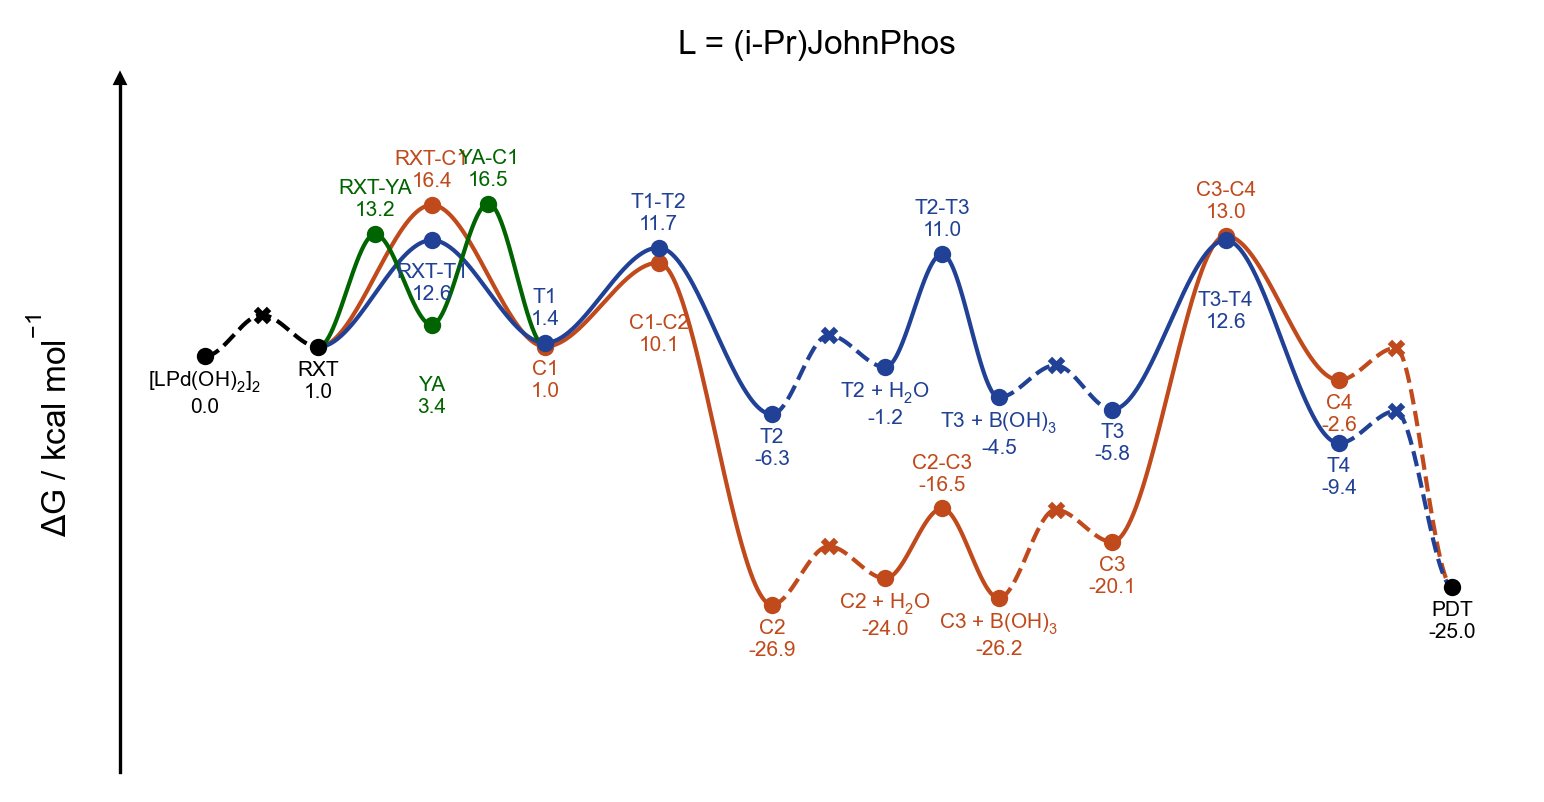 L = (i-Pr)JohnPhos
ΔG / kcal mol⁻¹
[LPd(OH)₂]₂
0.0
RXT
1.0
RXT-YA
13.2
RXT-C1
16.4
YA-C1
16.5
RXT-T1
12.6
YA
3.4
T1
1.4
C1
1.0
T1-T2
11.7
C1-C2
10.1
T2
-6.3
T2 + H₂O
-1.2
T2-T3
11.0
T3 + B(OH)₃
-4.5
T3
-5.8
C2
-26.9
C2 + H₂O
-24.0
C2-C3
-16.5
C3 + B(OH)₃
-26.2
C3
-20.1
C3-C4
13.0
T3-T4
12.6
C4
-2.6
T4
-9.4
PDT
-25.0